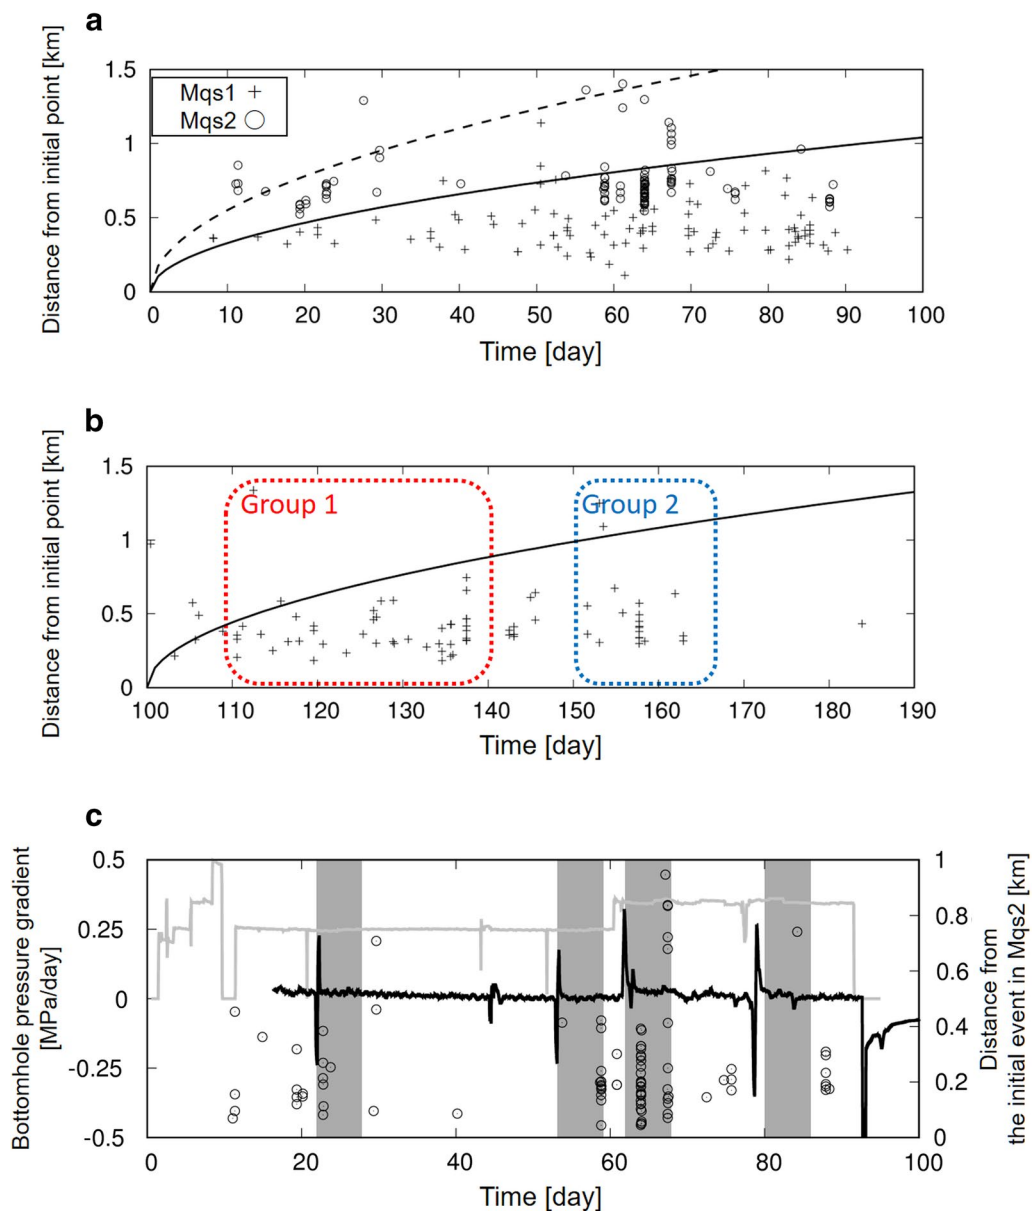 a
Distance from initial point [km]
1.5
1
0.5
0
Mqs1 +
Mqs2 ○
0 10 20 30 40 50 60 70 80 90 100
Time [day]
b
Distance from initial point [km]
1.5
1
0.5
0
Group 1
Group 2
100 110 120 130 140 150 160 170 180 190
Time [day]
c
Bottomhole pressure gradient
[MPa/day]
0.5
0.25
0
-0.25
-0.5
1
0.8
0.6
0.4
0.2
0
Distance from
the initial event in Mqs2 [km]
0 20 40 60 80 100
Time [day]